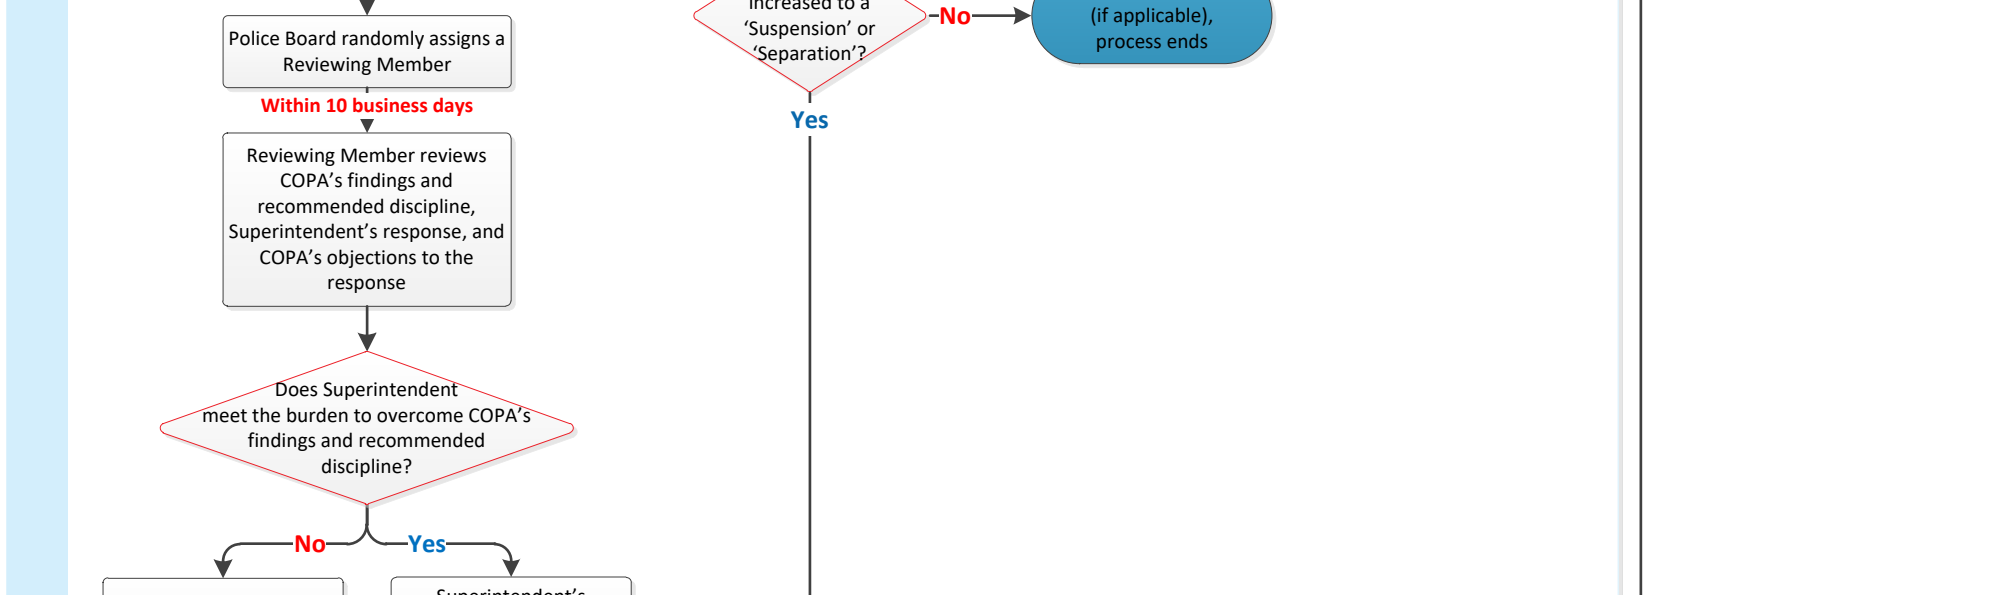 Police Board randomly assigns a
Reviewing Member
Within 10 business days
Reviewing Member reviews
COPA's findings and
recommended discipline,
Superintendent's response, and
COPA's objections to the
response
Does Superintendent
meet the burden to overcome COPA's
findings and recommended
discipline?
No
Yes
Superintendent's
increased to a
‘Suspension’ or
‘Separation’?
No
(if applicable),
process ends
Yes